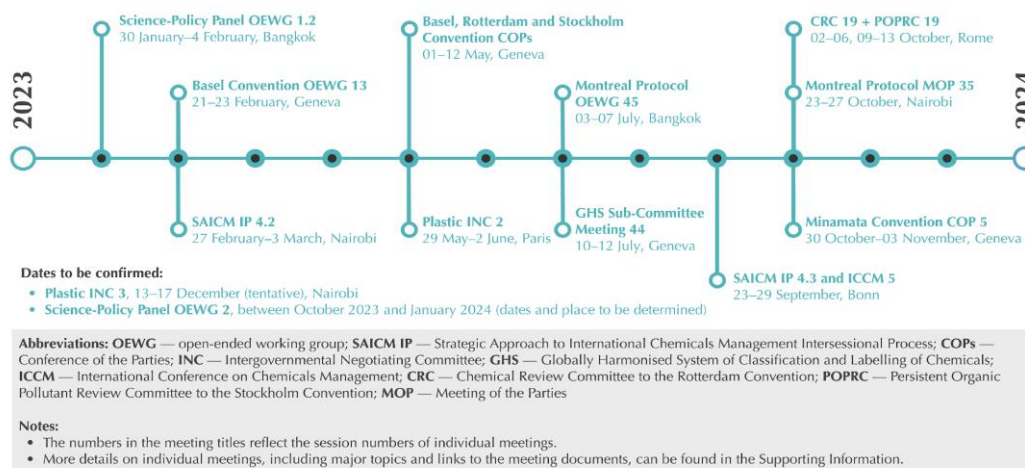 2023
Science-Policy Panel OEWG 1.2
30 January–4 February, Bangkok
Basel Convention OEWG 13
21–23 February, Geneva
SAICM IP 4.2
27 February–3 March, Nairobi
Basel, Rotterdam and Stockholm
Convention COPs
01–12 May, Geneva
Plastic INC 2
29 May–2 June, Paris
Montreal Protocol
OEWG 45
03–07 July, Bangkok
GHS Sub-Committee
Meeting 44
10–12 July, Geneva
SAICM IP 4.3 and ICCM 5
23–29 September, Bonn
CRC 19 + POPRC 19
02–06, 09–13 October, Rome
Montreal Protocol MOP 35
23–27 October, Nairobi
Minamata Convention COP 5
30 October–03 November, Geneva
2024
Dates to be confirmed:
• Plastic INC 3, 13–17 December (tentative), Nairobi
• Science-Policy Panel OEWG 2, between October 2023 and January 2024 (dates and place to be determined)
Abbreviations: OEWG — open-ended working group; SAICM IP — Strategic Approach to International Chemicals Management Intersessional Process; COPs —
Conference of the Parties; INC — Intergovernmental Negotiating Committee; GHS — Globally Harmonised System of Classification and Labelling of Chemicals;
ICCM — International Conference on Chemicals Management; CRC — Chemical Review Committee to the Rotterdam Convention; POPRC — Persistent Organic
Pollutant Review Committee to the Stockholm Convention; MOP — Meeting of the Parties
Notes:
• The numbers in the meeting titles reflect the session numbers of individual meetings.
• More details on individual meetings, including major topics and links to the meeting documents, can be found in the Supporting Information.